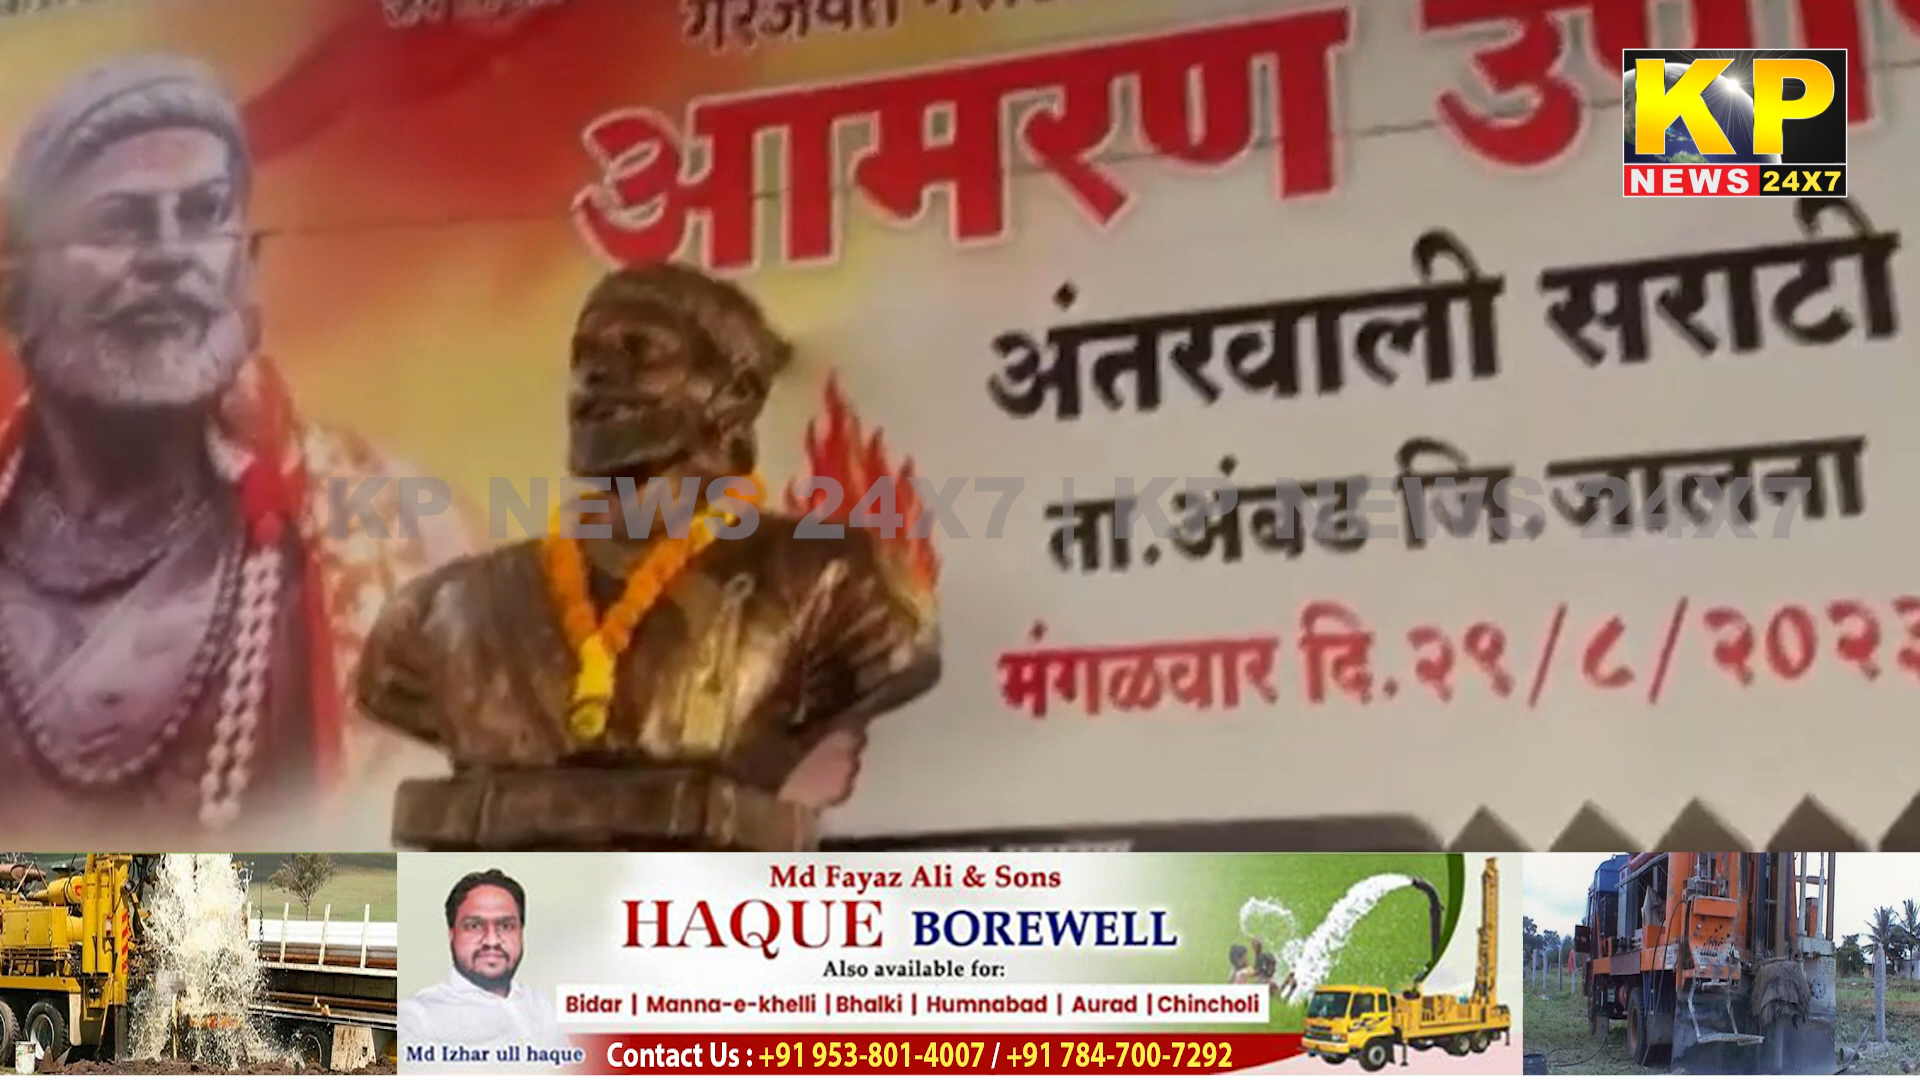 आमरण
अंतरवाली सराटी
ता.अंबड जि.जालना
मंगळवार दि.२९/८/२०२३
KP
NEWS 24X7
KP NEWS 24X7 | KP NEWS 24X7
Md Fayaz Ali & Sons
HAQUE BOREWELL
Also available for:
Bidar | Manna-e-khelli | Bhalki | Humnabad | Aurad | Chincholi
Md Izhar ull haque
Contact Us : +91 953-801-4007 / +91 784-700-7292